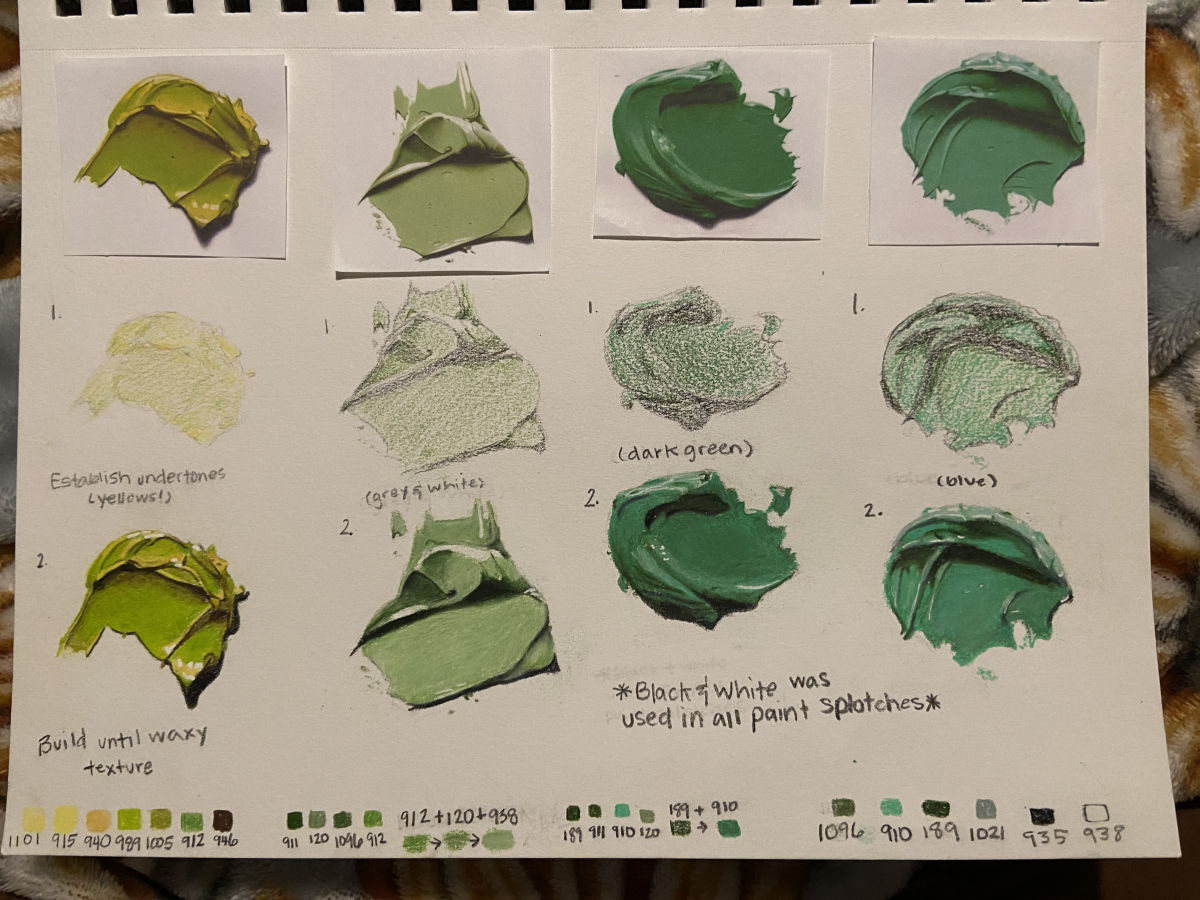 1.
1.
1.
1.
Establish undertones
(yellows!)
(grey & white)
(dark green)
(blue)
2.
2.
2.
2.
Build until waxy
texture
*Black & White was
used in all paint splotches*
1101 915 940 989 1005 912 946
911 120 1096 912
912+120+938
189 911 910 120
189 + 910
1096 910 189 1021 935 938